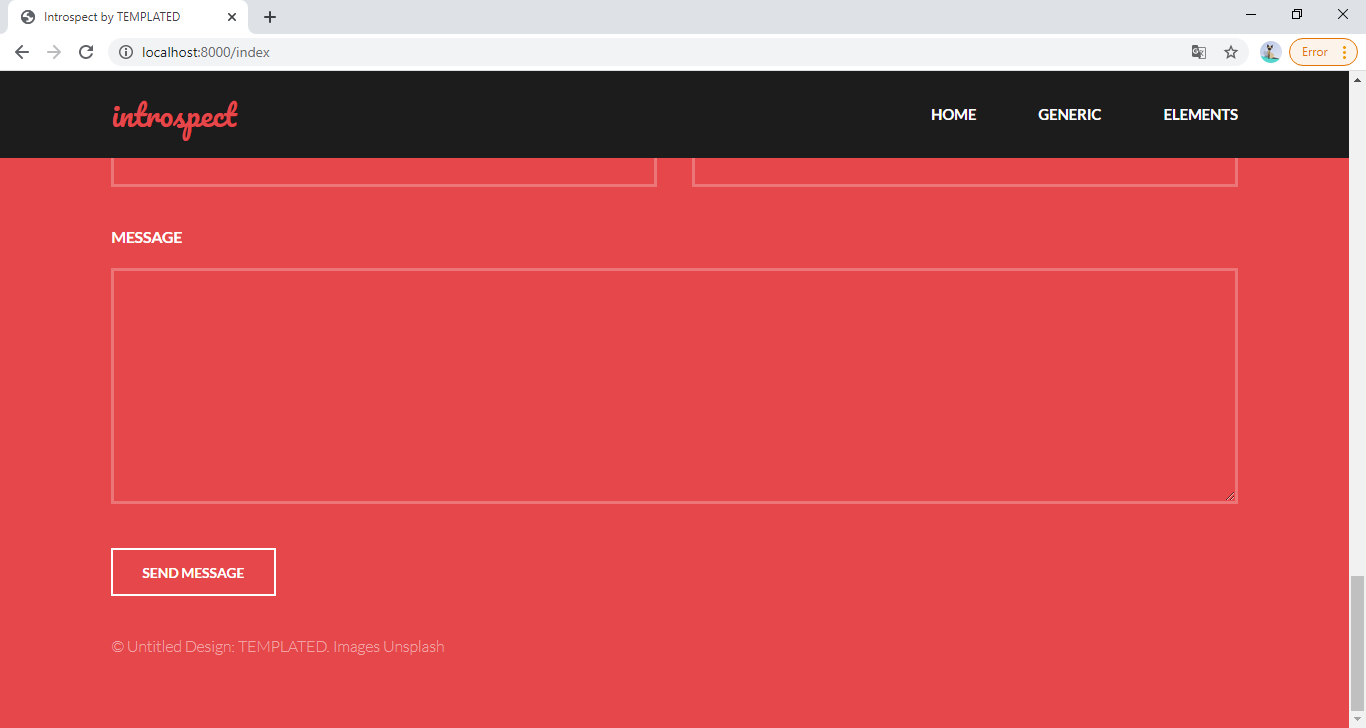 Introspect by TEMPLATED
localhost:8000/index
Error
introspect
HOME GENERIC ELEMENTS
MESSAGE
SEND MESSAGE
© Untitled Design: TEMPLATED. Images Unsplash